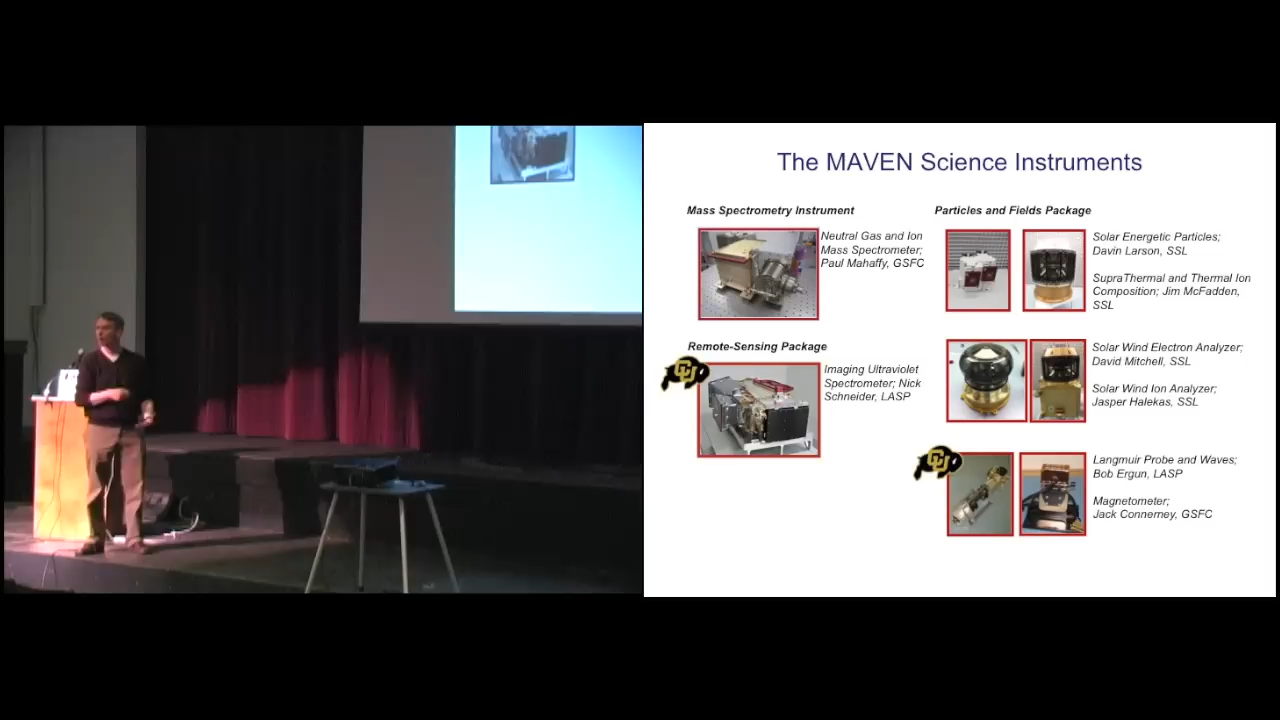 The MAVEN Science Instruments
Mass Spectrometry Instrument
Neutral Gas and Ion
Mass Spectrometer;
Paul Mahaffy, GSFC
Remote-Sensing Package
CU
Imaging Ultraviolet
Spectrometer; Nick
Schneider, LASP
Particles and Fields Package
Solar Energetic Particles;
Davin Larson, SSL
SupraThermal and Thermal Ion
Composition; Jim McFadden,
SSL
Solar Wind Electron Analyzer;
David Mitchell, SSL
Solar Wind Ion Analyzer;
Jasper Halekas, SSL
CU
Langmuir Probe and Waves;
Bob Ergun, LASP
Magnetometer;
Jack Connerney, GSFC